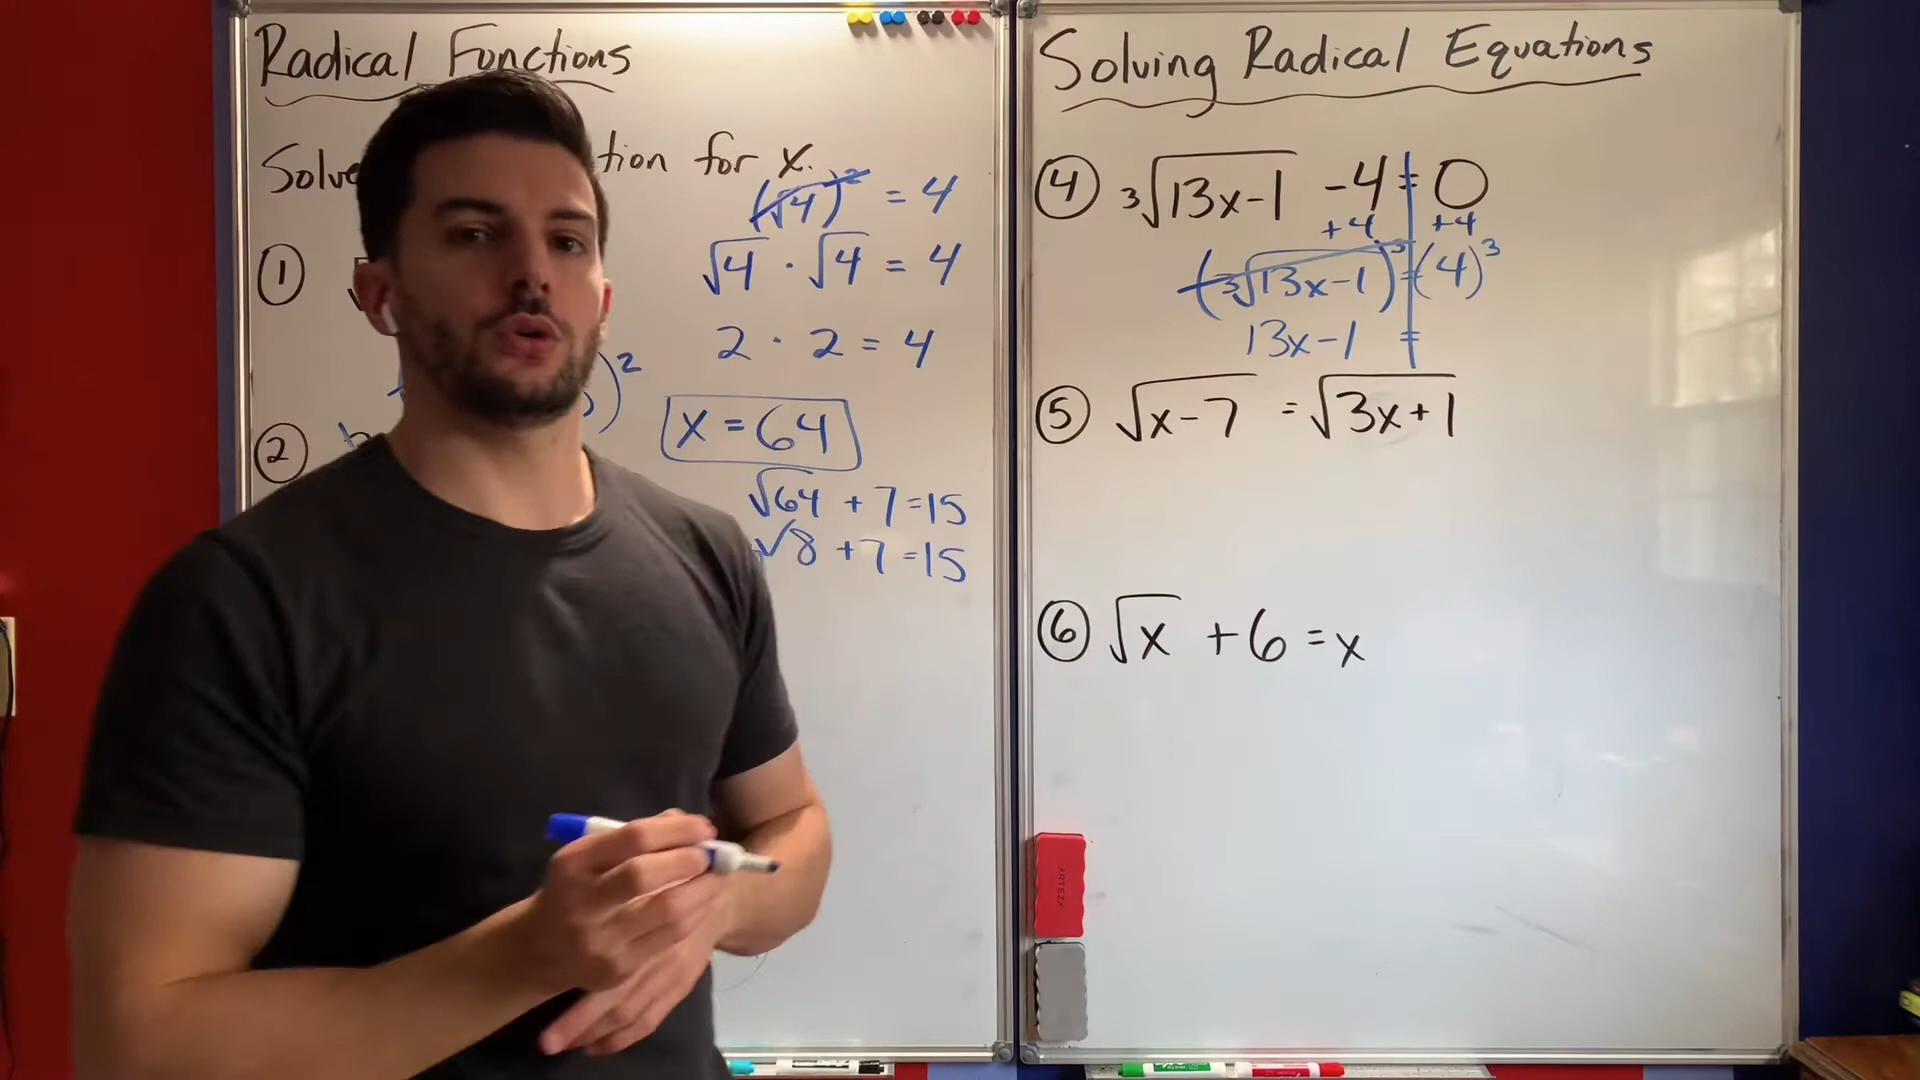 Radical Functions
Solve tion for x.
(√4)² = 4
① √4 · √4 = 4
2 · 2 = 4
)²
② x = 64
√64 + 7 = 15
√8 + 7 = 15
Solving Radical Equations
④ ³√13x-1 -4 = 0
+4 +4
(³√13x-1)³ = (4)³
13x-1 =
⑤ √x-7 = √3x+1
⑥ √x + 6 = x
ARTEZA